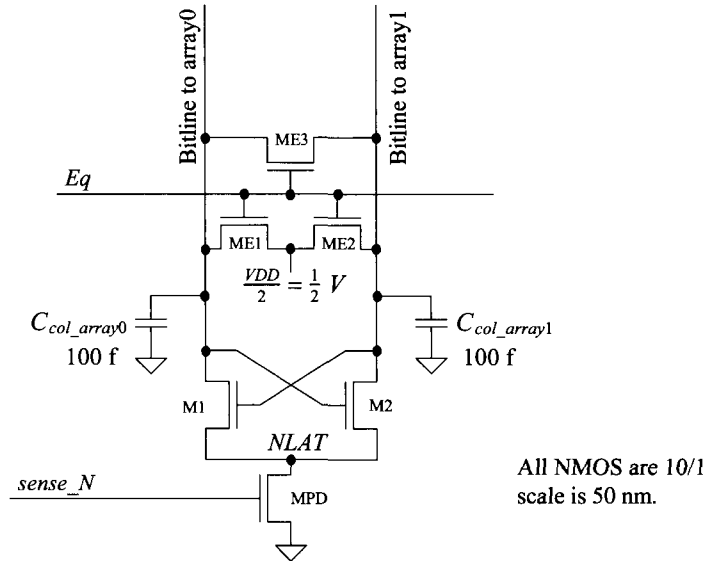 Bitline to array0
Bitline to array1
ME3
Eq
ME1
ME2
VDD/2 = 1/2 V
C_col_array0
100 f
C_col_array1
100 f
M1
M2
NLAT
sense_N
MPD
All NMOS are 10/1
scale is 50 nm.